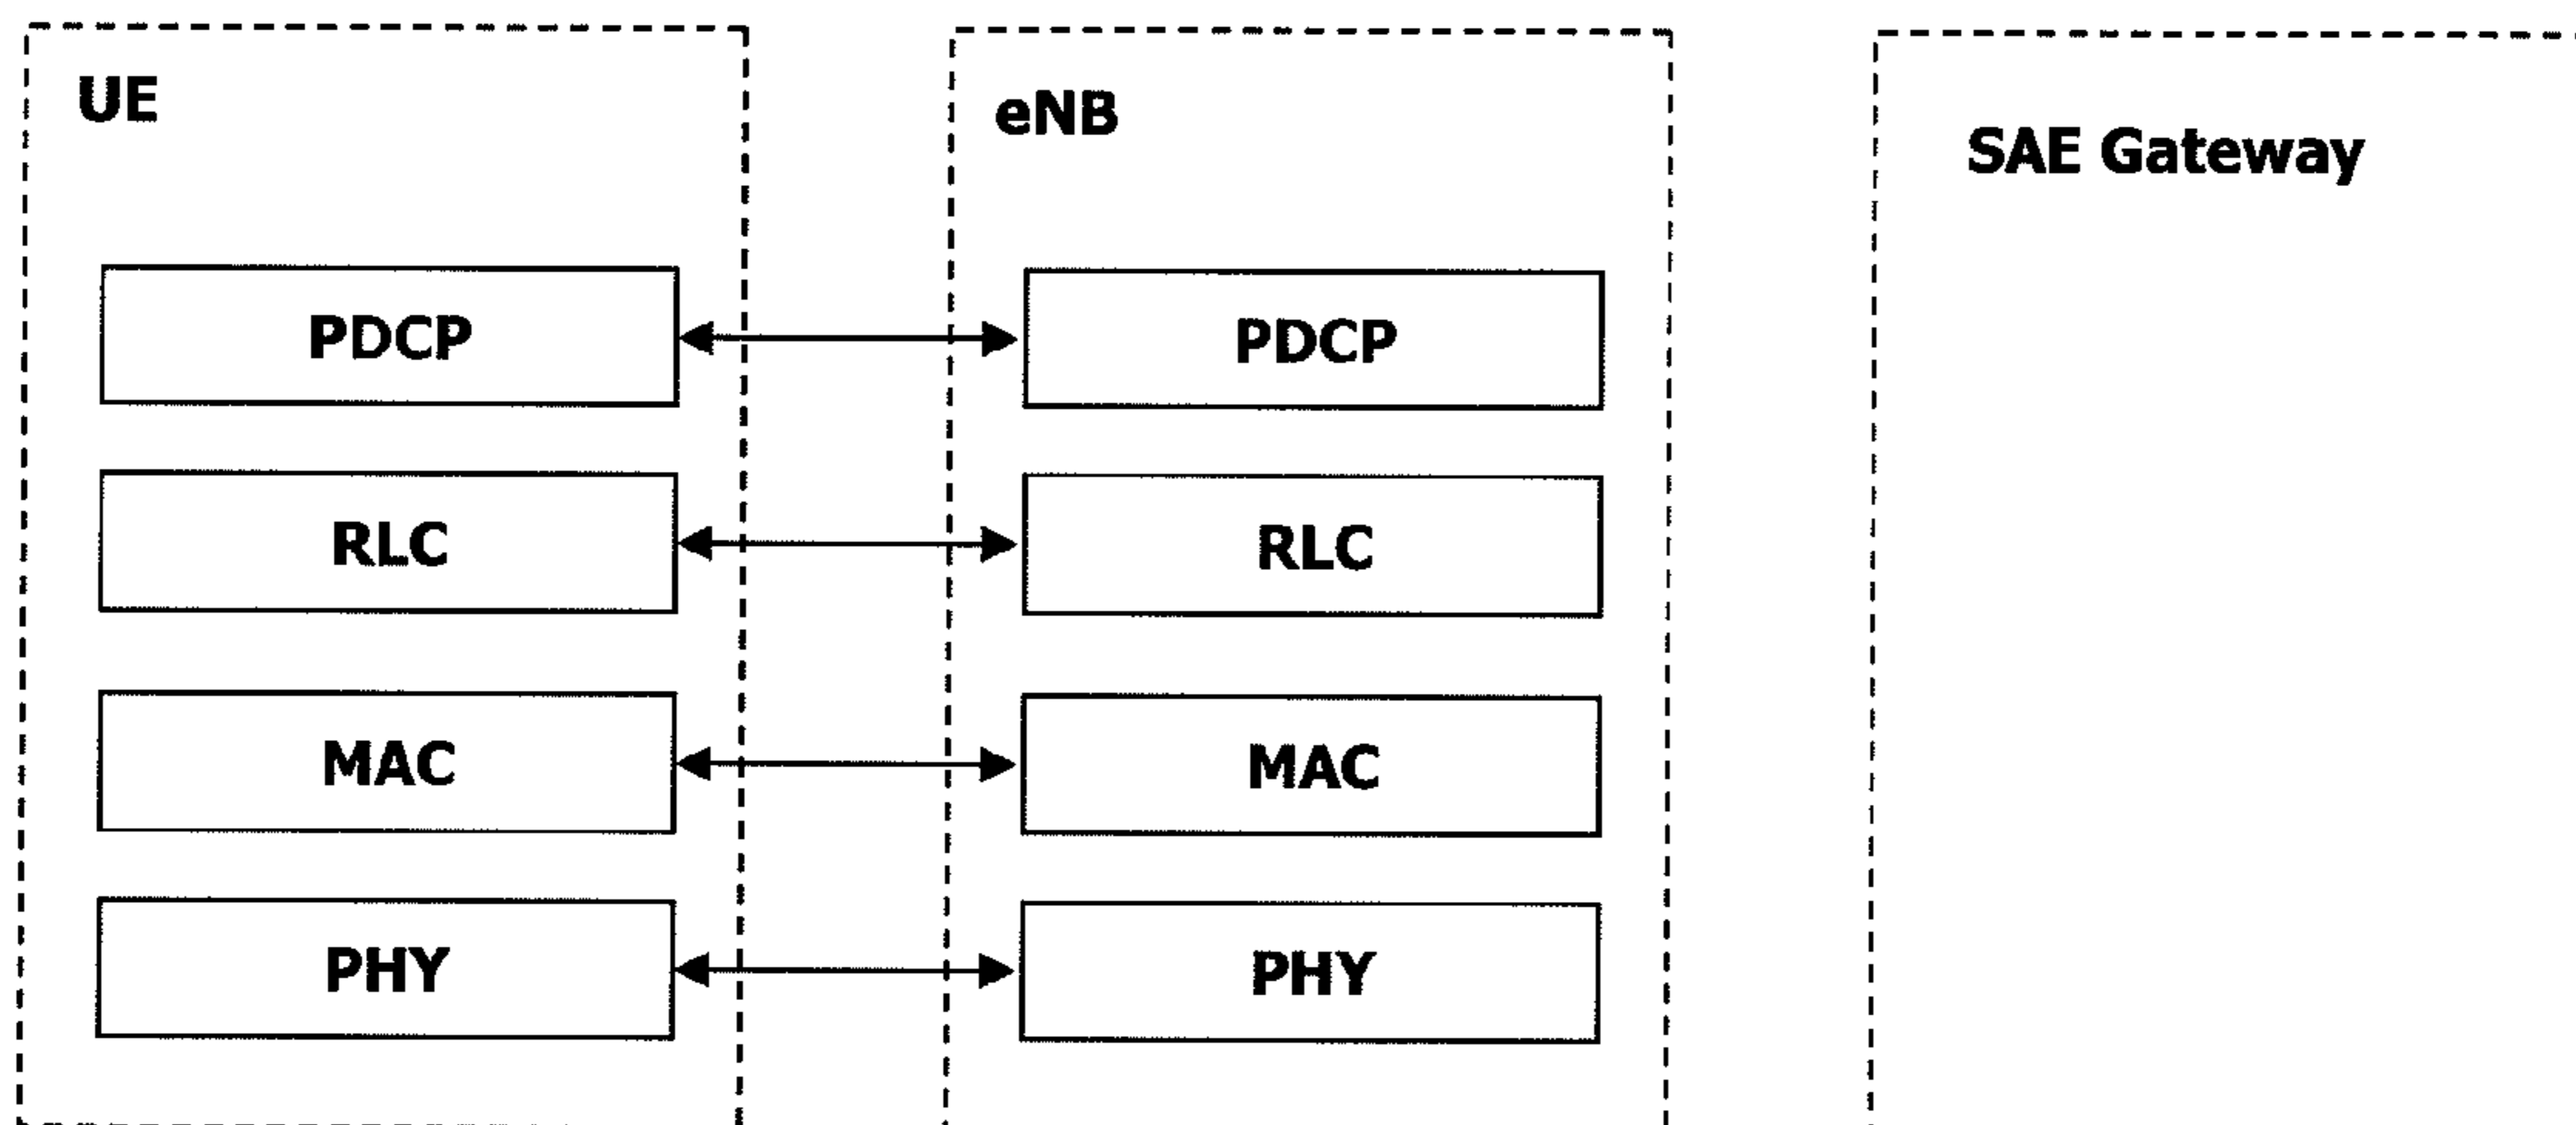 UE
eNB
SAE Gateway
PDCP
PDCP
RLC
RLC
MAC
MAC
PHY
PHY